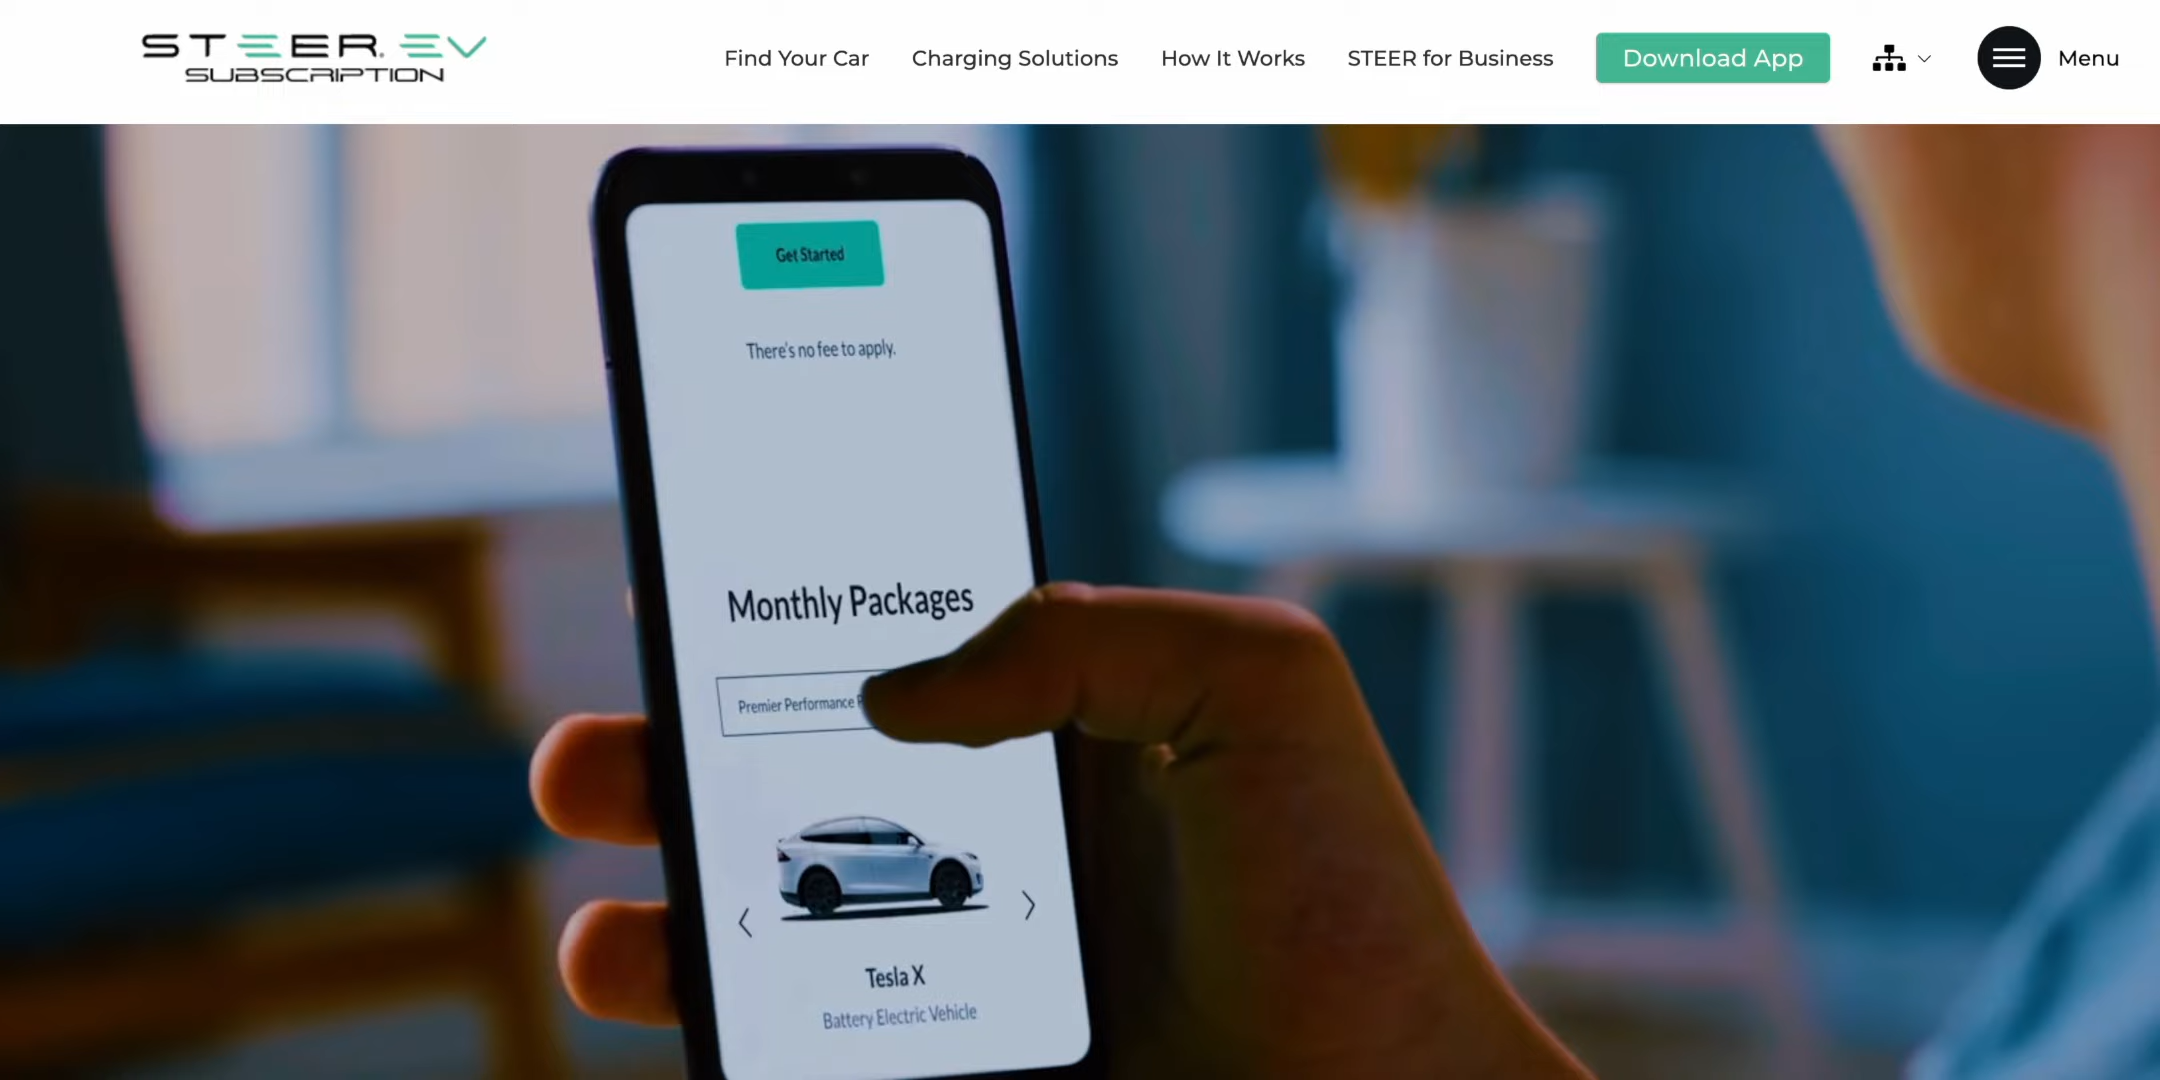 STEER EV
SUBSCRIPTION
Find Your Car
Charging Solutions
How It Works
STEER for Business
Download App
Menu
Get Started
There's no fee to apply.
Monthly Packages
Premier Performance
Tesla X
Battery Electric Vehicle